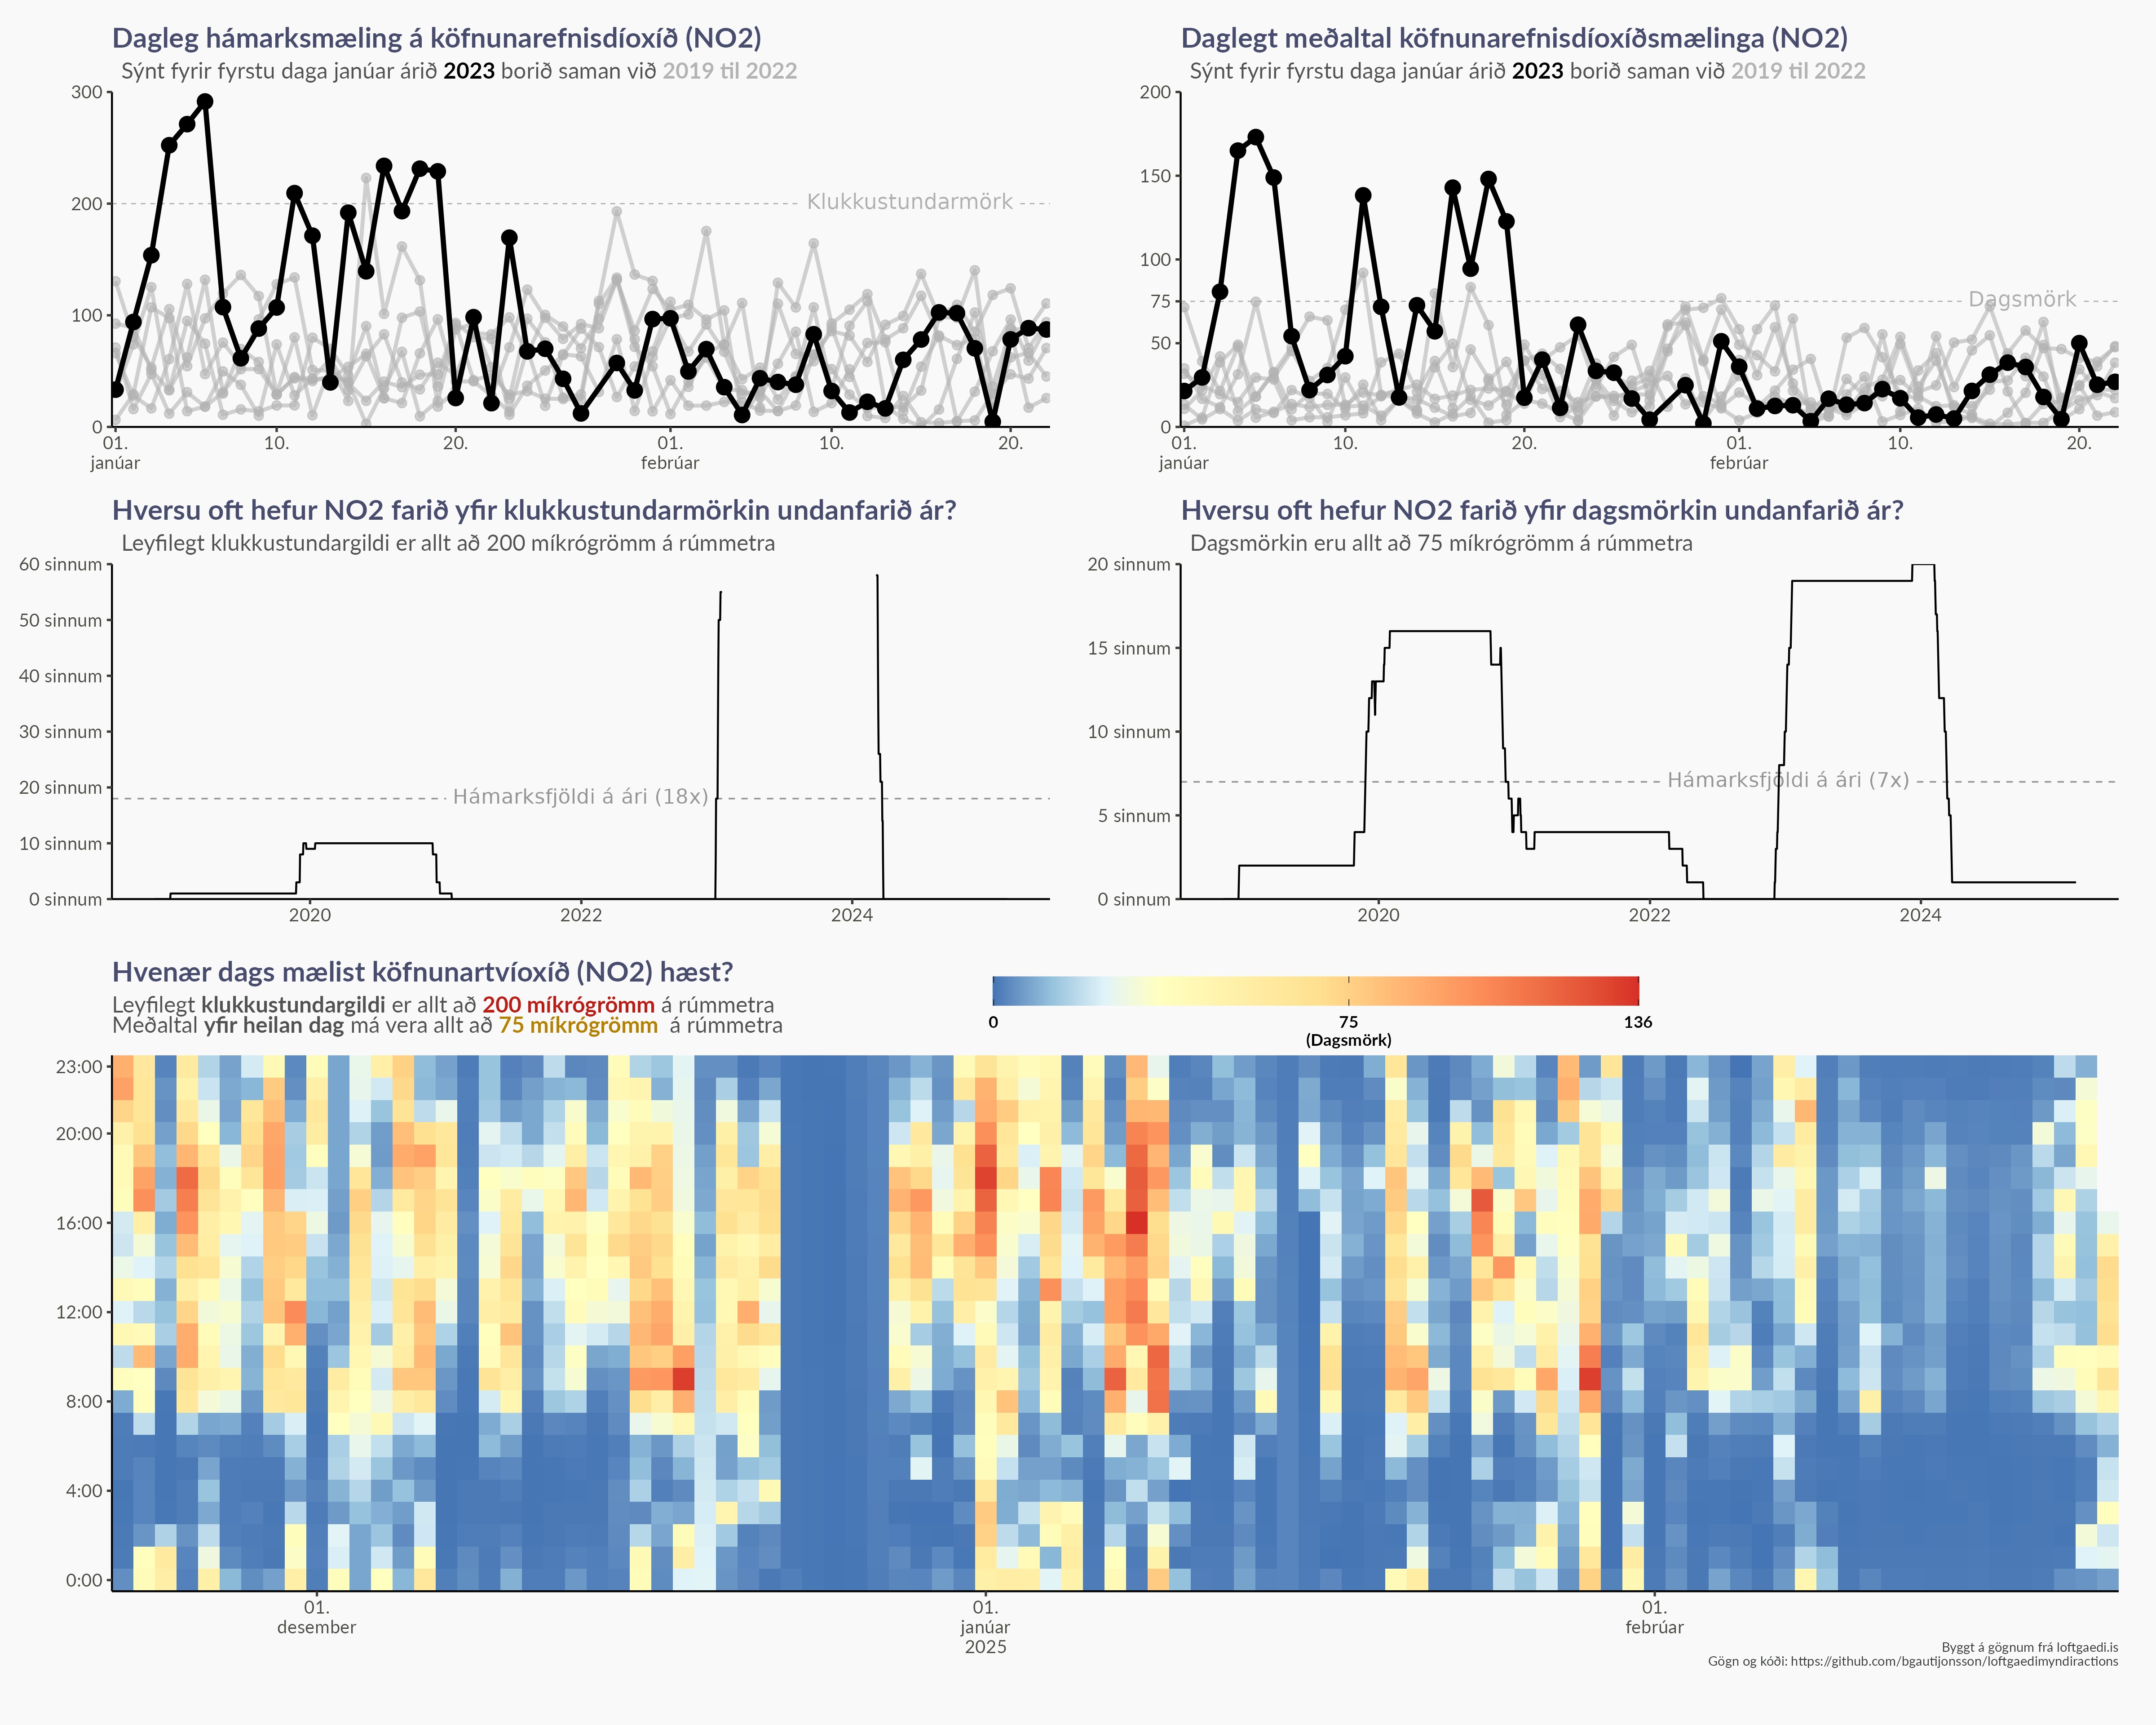 Dagleg hámarksmæling á köfnunarefnisdíoxíð (NO2)
Sýnt fyrir fyrstu daga janúar árið 2023 borið saman við 2019 til 2022
300
200
100
0
Klukkustundarmörk
01.
janúar
10.
20.
01.
febrúar
10.
20.
Daglegt meðaltal köfnunarefnisdíoxíðsmælinga (NO2)
Sýnt fyrir fyrstu daga janúar árið 2023 borið saman við 2019 til 2022
200
150
100
75
50
0
Dagsmörk
01.
janúar
10.
20.
01.
febrúar
10.
20.
Hversu oft hefur NO2 farið yfir klukkustundarmörkin undanfarið ár?
Leyfilegt klukkustundargildi er allt að 200 míkrógrömm á rúmmetra
60 sinnum
50 sinnum
40 sinnum
30 sinnum
20 sinnum
10 sinnum
0 sinnum
Hámarksfjöldi á ári (18x)
2020
2022
2024
Hversu oft hefur NO2 farið yfir dagsmörkin undanfarið ár?
Dagsmörkin eru allt að 75 míkrógrömm á rúmmetra
20 sinnum
15 sinnum
10 sinnum
5 sinnum
0 sinnum
Hámarksfjöldi á ári (7x)
2020
2022
2024
Hvenær dags mælist köfnunartvíoxíð (NO2) hæst?
Leyfilegt klukkustundargildi er allt að 200 míkrógrömm á rúmmetra
Meðaltal yfir heilan dag má vera allt að 75 míkrógrömm á rúmmetra
0
75
(Dagsmörk)
136
23:00
20:00
16:00
12:00
8:00
4:00
0:00
01.
desember
01.
janúar
2025
01.
febrúar
Byggt á gögnum frá loftgaedi.is
Gögn og kóði: https://github.com/bgautijonsson/loftgaedimyndiractions